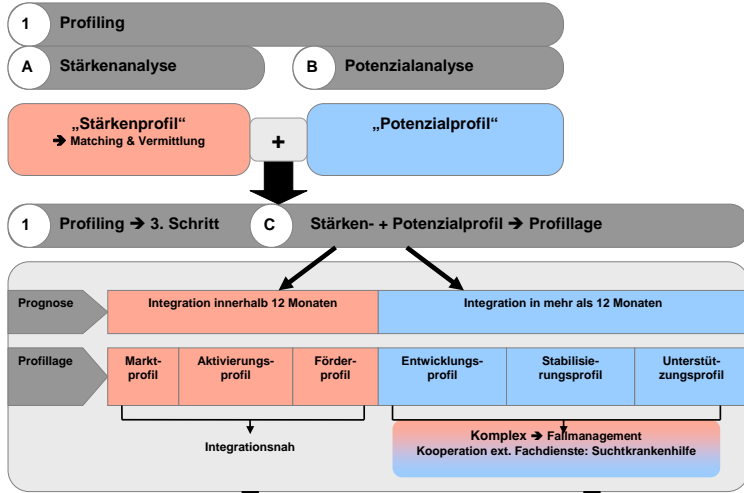 1 Profiling
A Stärkenanalyse
B Potenzialanalyse
„Stärkenprofil“
➔ Matching & Vermittlung
+
„Potenzialprofil“
1 Profiling ➔ 3. Schritt
C Stärken- + Potenzialprofil ➔ Profillage
Prognose
Integration innerhalb 12 Monaten
Integration in mehr als 12 Monaten
Profillage
Markt-
profil
Aktivierungs-
profil
Förder-
profil
Entwicklungs-
profil
Stabilisie-
rungsprofil
Unterstüt-
zungsprofil
Integrationsnah
Komplex ➔ Fallmanagement
Kooperation ext. Fachdienste: Suchtkrankenhilfe